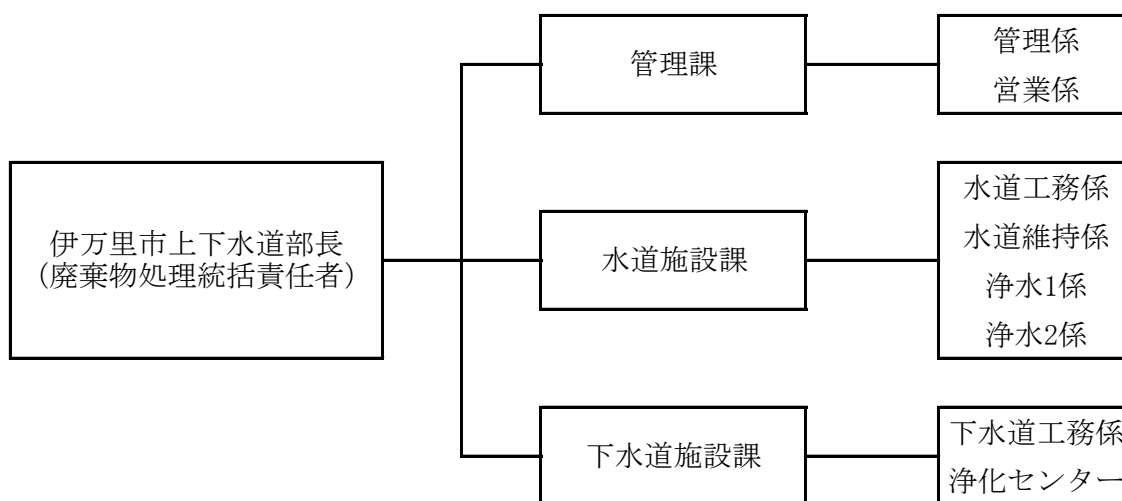 管理課
管理係
営業係
伊万里市上下水道部長
(廃棄物処理統括責任者)
水道施設課
水道工務係
水道維持係
浄水1係
浄水2係
下水道施設課
下水道工務係
浄化センター